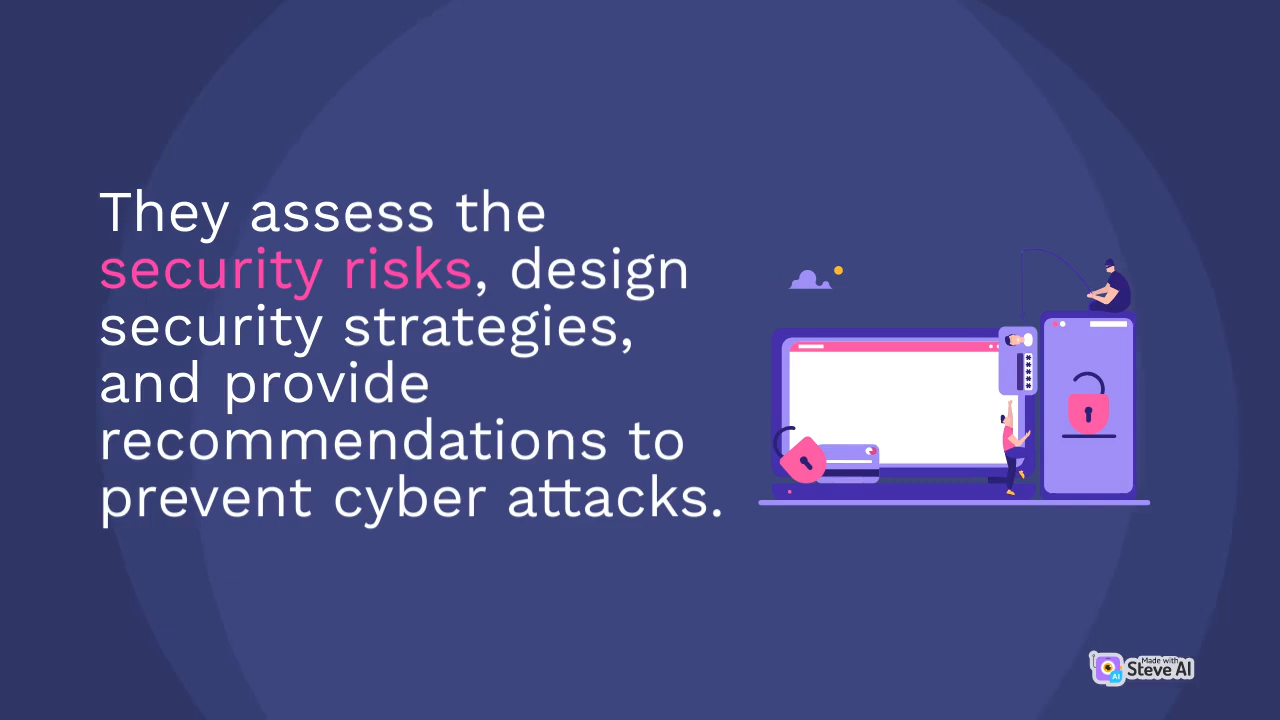 They assess the
security risks, design
security strategies,
and provide
recommendations to
prevent cyber attacks.
****
Made with
Steve AI
AI